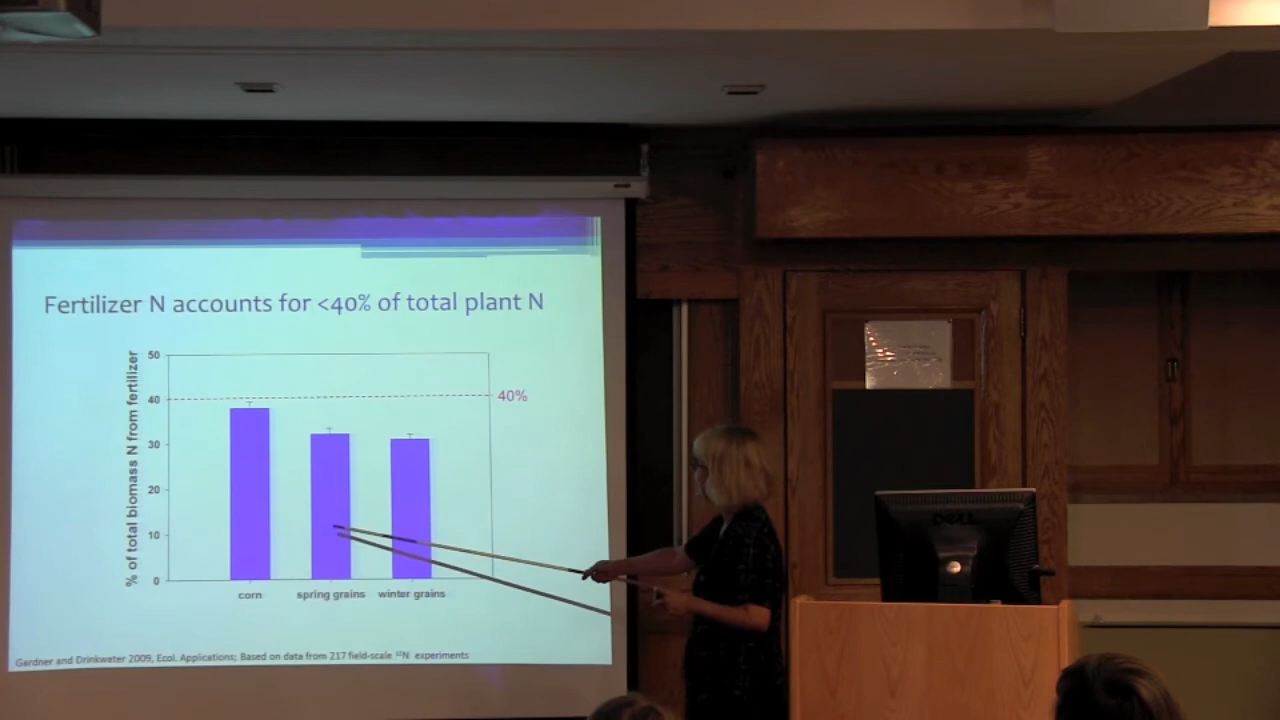 Fertilizer N accounts for <40% of total plant N
% of total biomass N from fertilizer
50
40
40%
30
20
10
0
corn spring grains winter grains
Gardner and Drinkwater 2009, Ecol. Applications; Based on data from 217 field-scale ¹⁵N experiments
DELL